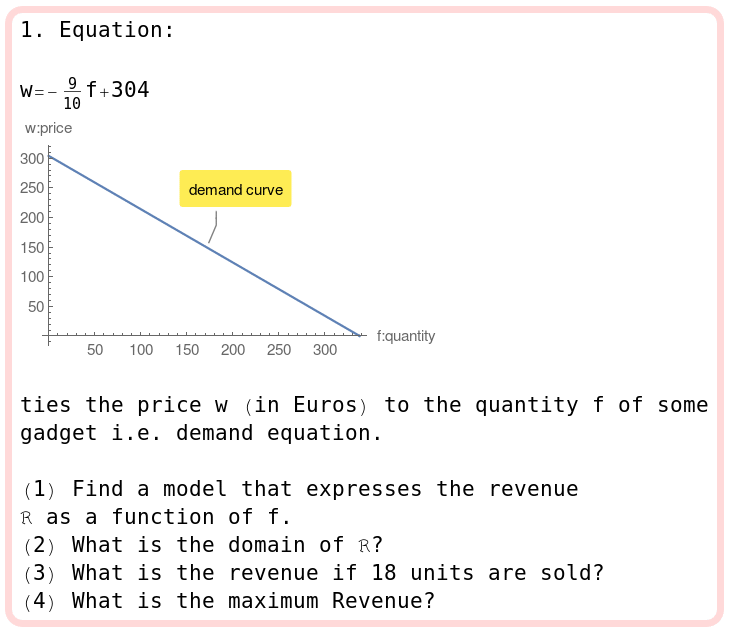 1. Equation:
w=-9/10 f+304
w:price
300
250
200
150
100
50
demand curve
50 100 150 200 250 300
f:quantity
ties the price w (in Euros) to the quantity f of some
gadget i.e. demand equation.
(1) Find a model that expresses the revenue
ℝ as a function of f.
(2) What is the domain of ℝ?
(3) What is the revenue if 18 units are sold?
(4) What is the maximum Revenue?